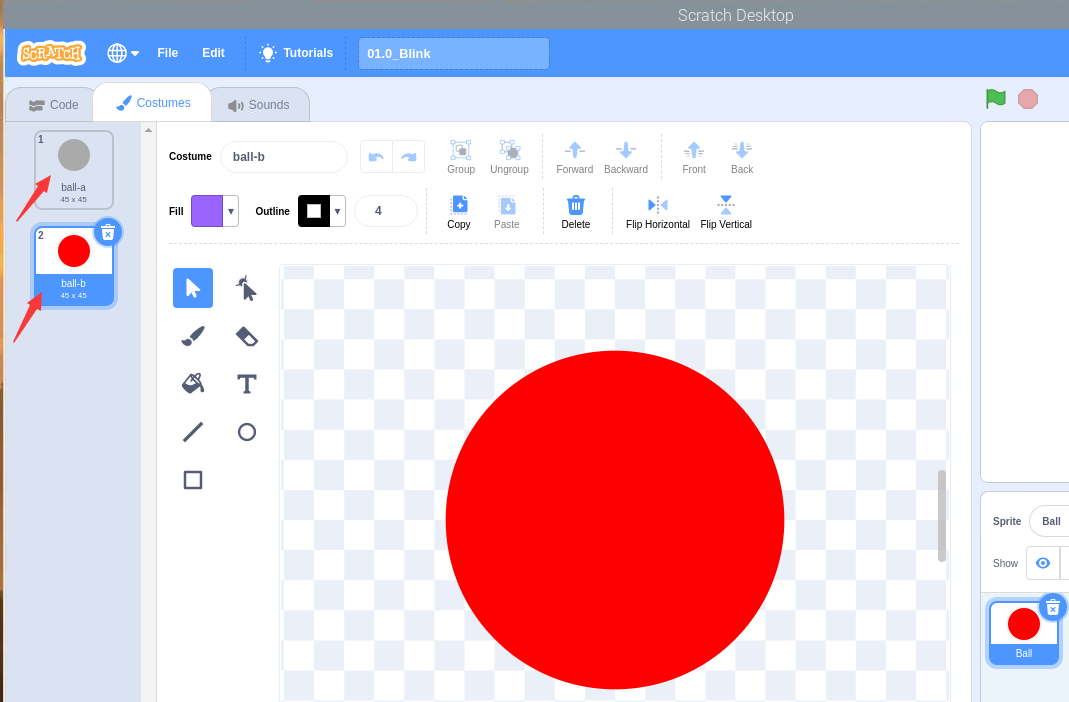 Scratch Desktop
SCRATCH File Edit Tutorials 01.0_Blink
Code Costumes Sounds
1
ball-a
45 x 45
2
ball-b
45 x 45
Costume ball-b Group Ungroup Forward Backward Front Back
Fill Outline 4 Copy Paste Delete Flip Horizontal Flip Vertical
T
Sprite Ball
Show
Ball